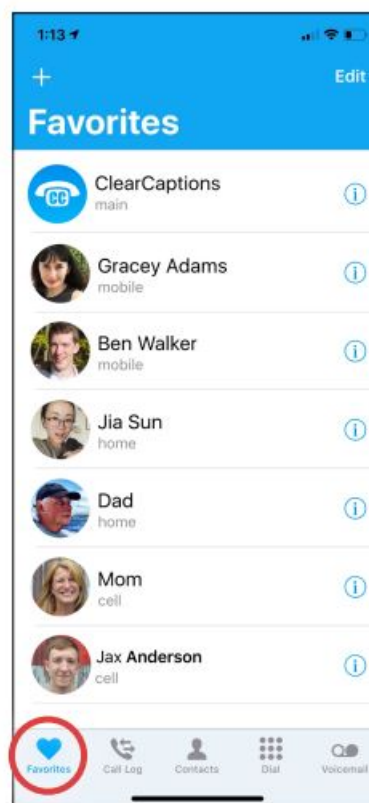 1:13
Edit
Favorites
CC
ClearCaptions
main
Gracey Adams
mobile
Ben Walker
mobile
Jia Sun
home
Dad
home
Mom
cell
Jax Anderson
cell
Favorites Call Log Contacts Dial Voicemail